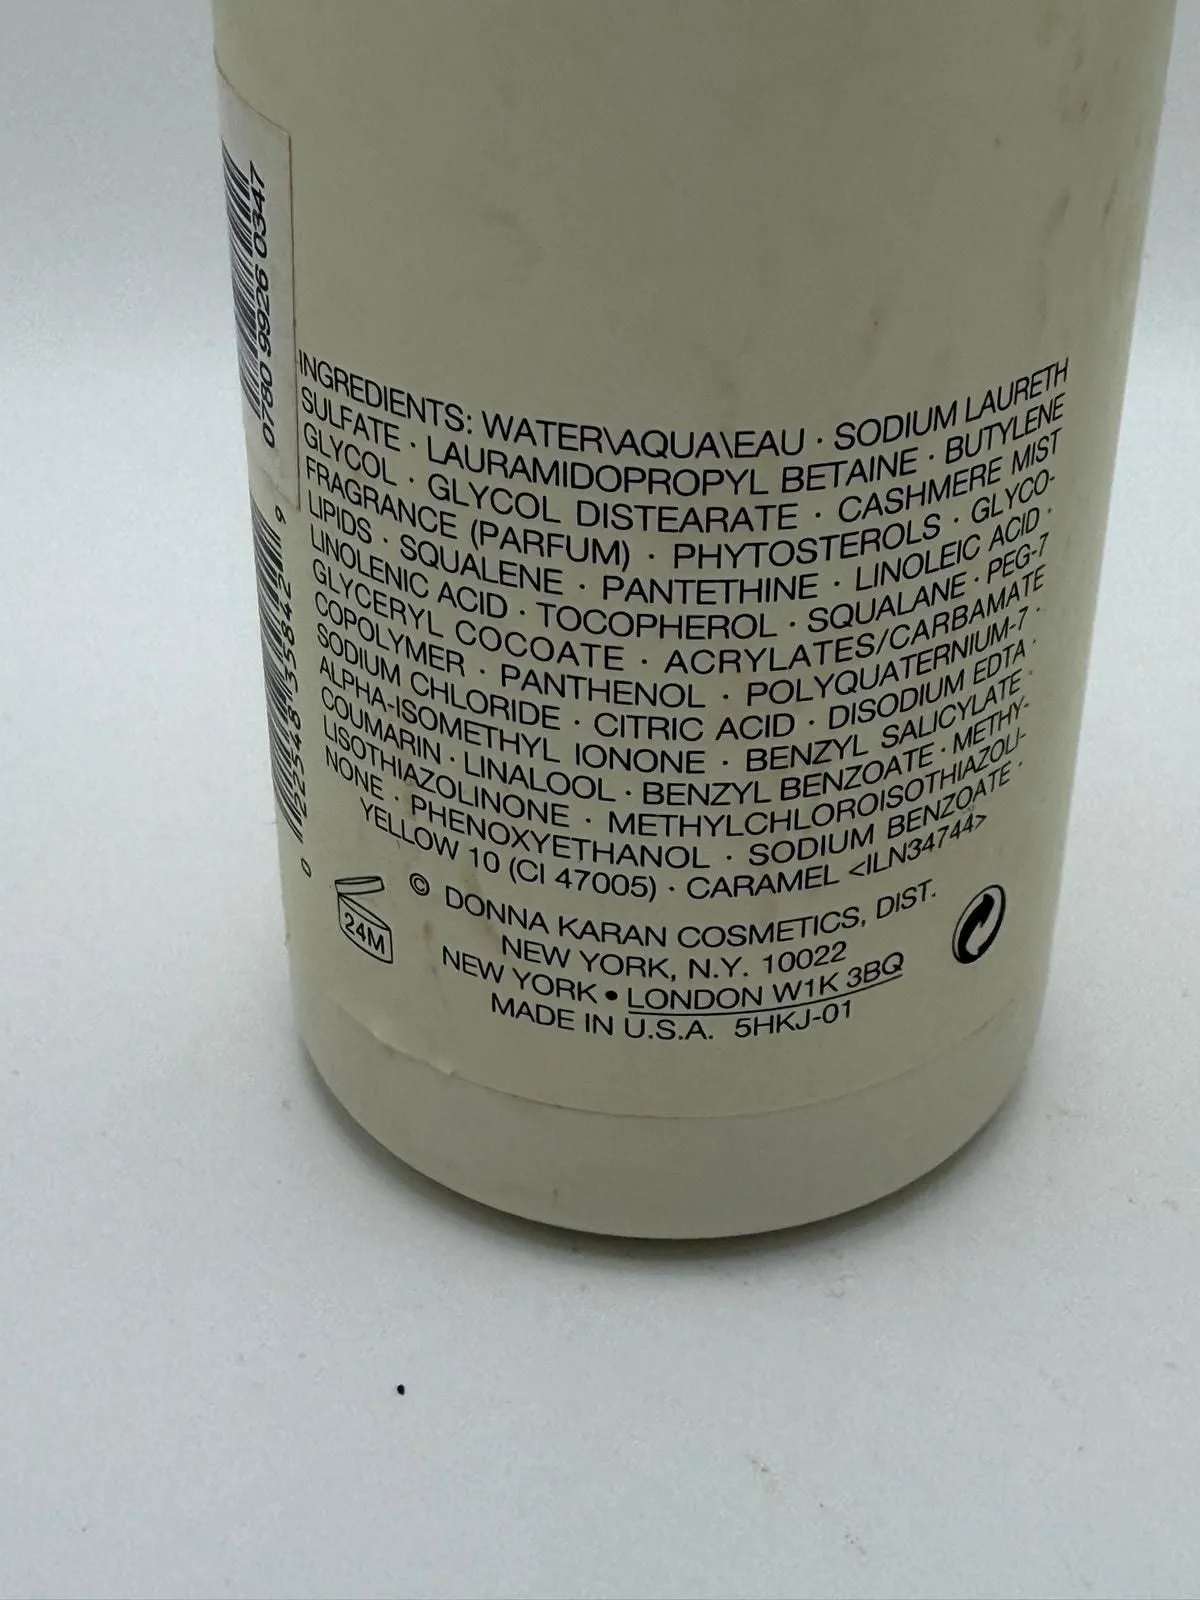 0780 9926 0347
0 22548 35842 9
INGREDIENTS: WATER\AQUA\EAU · SODIUM LAURETH
SULFATE · LAURAMIDOPROPYL BETAINE · BUTYLENE
GLYCOL · GLYCOL DISTEARATE · CASHMERE MIST
FRAGRANCE (PARFUM) · PHYTOSTEROLS · GLYCO-
LIPIDS · SQUALENE · PANTETHINE · LINOLEIC ACID ·
LINOLENIC ACID · TOCOPHEROL · SQUALANE · PEG-7
GLYCERYL COCOATE · ACRYLATES/CARBAMATE
COPOLYMER · PANTHENOL · POLYQUATERNIUM-7 ·
SODIUM CHLORIDE · CITRIC ACID · DISODIUM EDTA ·
ALPHA-ISOMETHYL IONONE · BENZYL SALICYLATE ·
COUMARIN · LINALOOL · BENZYL BENZOATE · METHY-
LISOTHIAZOLINONE · METHYLCHLOROISOTHIAZOLI-
NONE · PHENOXYETHANOL · SODIUM BENZOATE ·
YELLOW 10 (CI 47005) · CARAMEL <ILN34744>
24M
© DONNA KARAN COSMETICS, DIST.
NEW YORK, N.Y. 10022
NEW YORK • LONDON W1K 3BQ
MADE IN U.S.A. 5HKJ-01